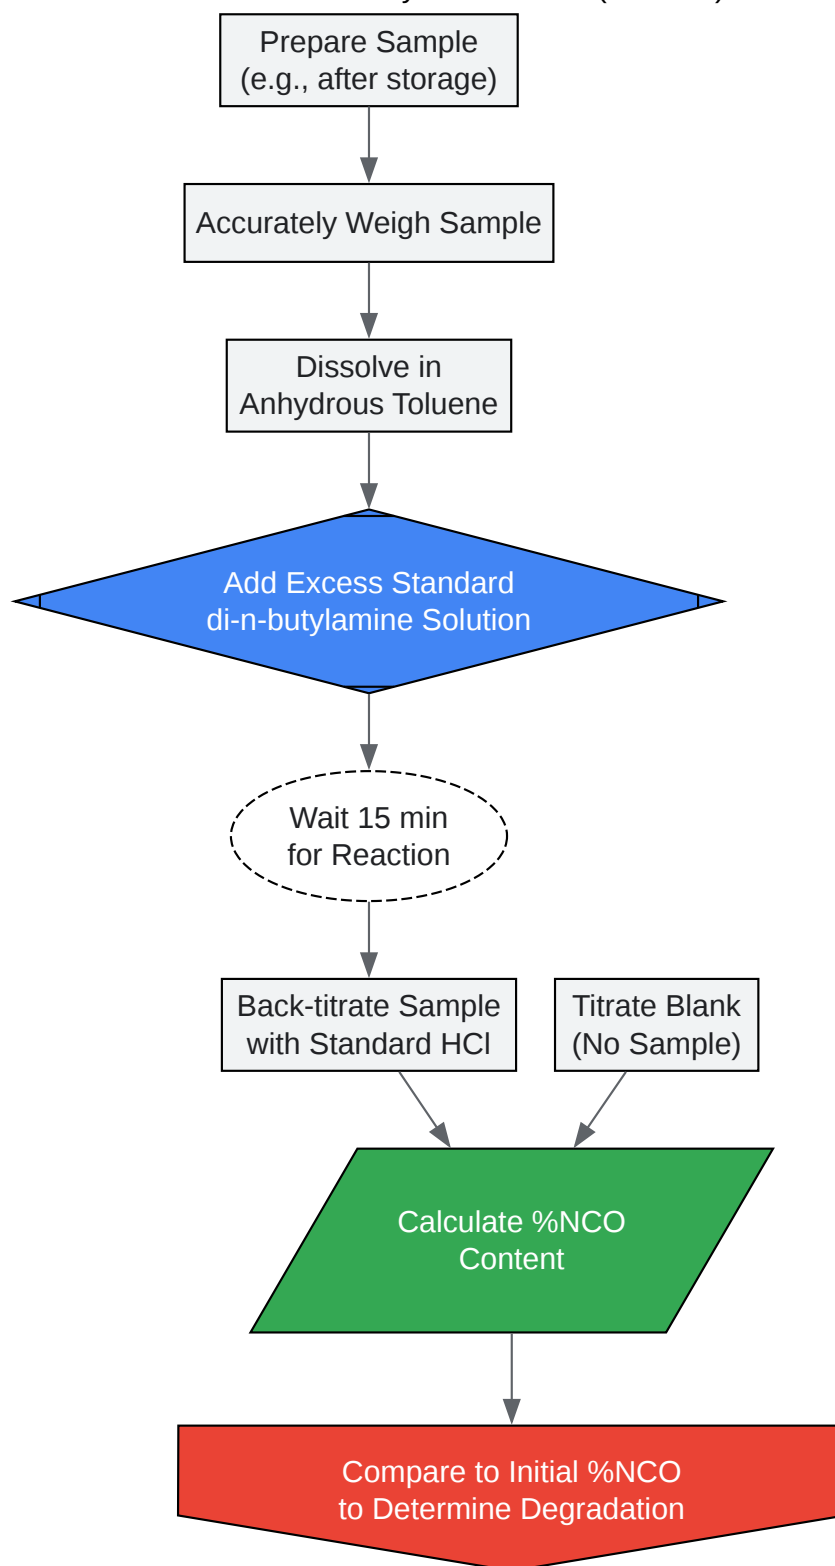 Prepare Sample
(e.g., after storage)
Accurately Weigh Sample
Dissolve in
Anhydrous Toluene
Add Excess Standard
di-n-butylamine Solution
Wait 15 min
for Reaction
Back-titrate Sample
with Standard HCl
Titrate Blank
(No Sample)
Calculate %NCO
Content
Compare to Initial %NCO
to Determine Degradation